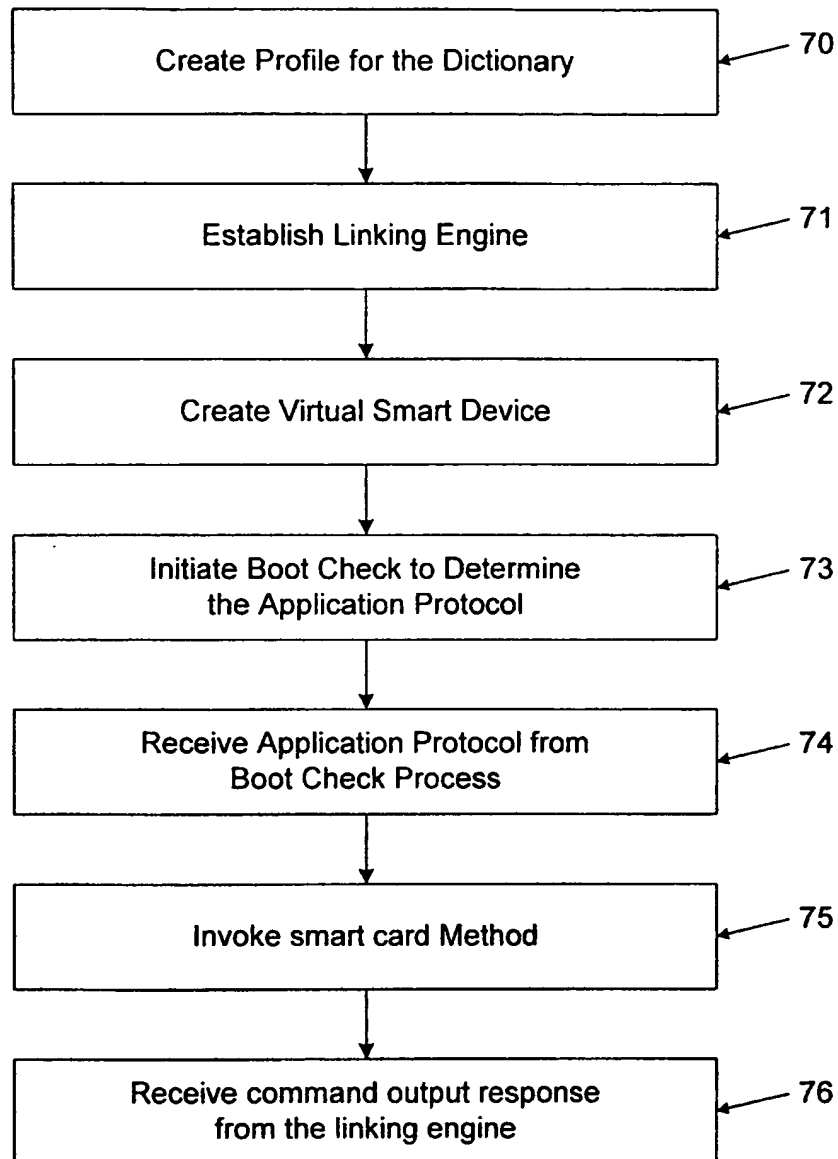 Create Profile for the Dictionary
70
Establish Linking Engine
71
Create Virtual Smart Device
72
Initiate Boot Check to Determine
the Application Protocol
73
Receive Application Protocol from
Boot Check Process
74
Invoke smart card Method
75
Receive command output response
from the linking engine
76